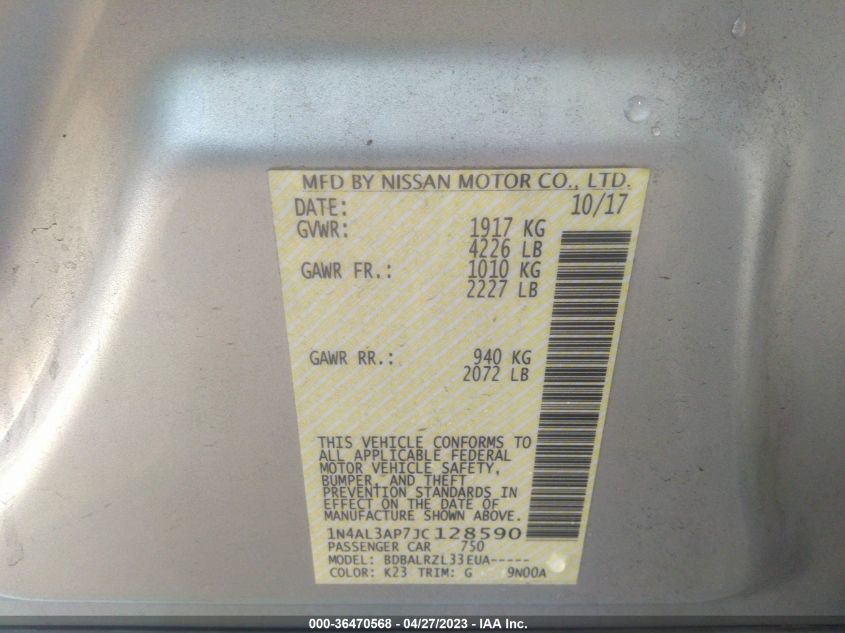 MFD BY NISSAN MOTOR CO., LTD.
DATE: 10/17
GVWR: 1917 KG
4226 LB
GAWR FR.: 1010 KG
2227 LB
GAWR RR.: 940 KG
2072 LB
THIS VEHICLE CONFORMS TO
ALL APPLICABLE FEDERAL
MOTOR VEHICLE SAFETY,
BUMPER, AND THEFT
PREVENTION STANDARDS IN
EFFECT ON THE DATE OF
MANUFACTURE SHOWN ABOVE.
1N4AL3AP7JC128590
PASSENGER CAR 750
MODEL: BDBALRZL33EUA-----
COLOR: K23 TRIM: G 9N00A
000-36470568 - 04/27/2023 - IAA Inc.